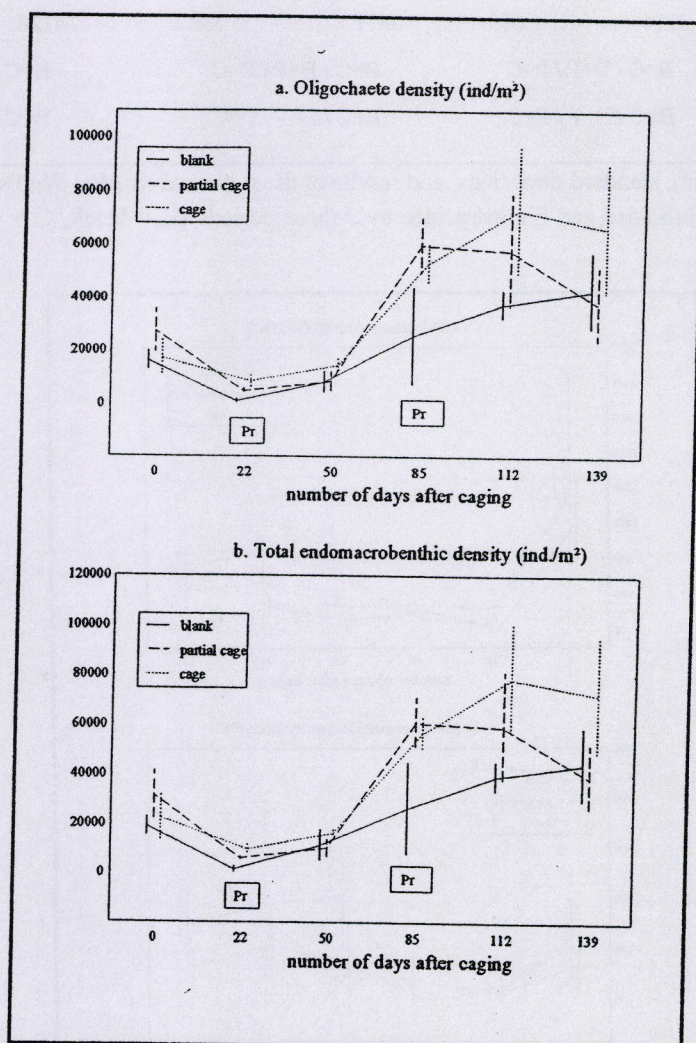 a. Oligochaete density (ind/m²)
100000
80000
60000
40000
20000
0
blank
partial cage
cage
Pr
Pr
0 22 50 85 112 139
number of days after caging
b. Total endomacrobenthic density (ind./m²)
120000
100000
80000
60000
40000
20000
0
blank
partial cage
cage
Pr
Pr
0 22 50 85 112 139
number of days after caging